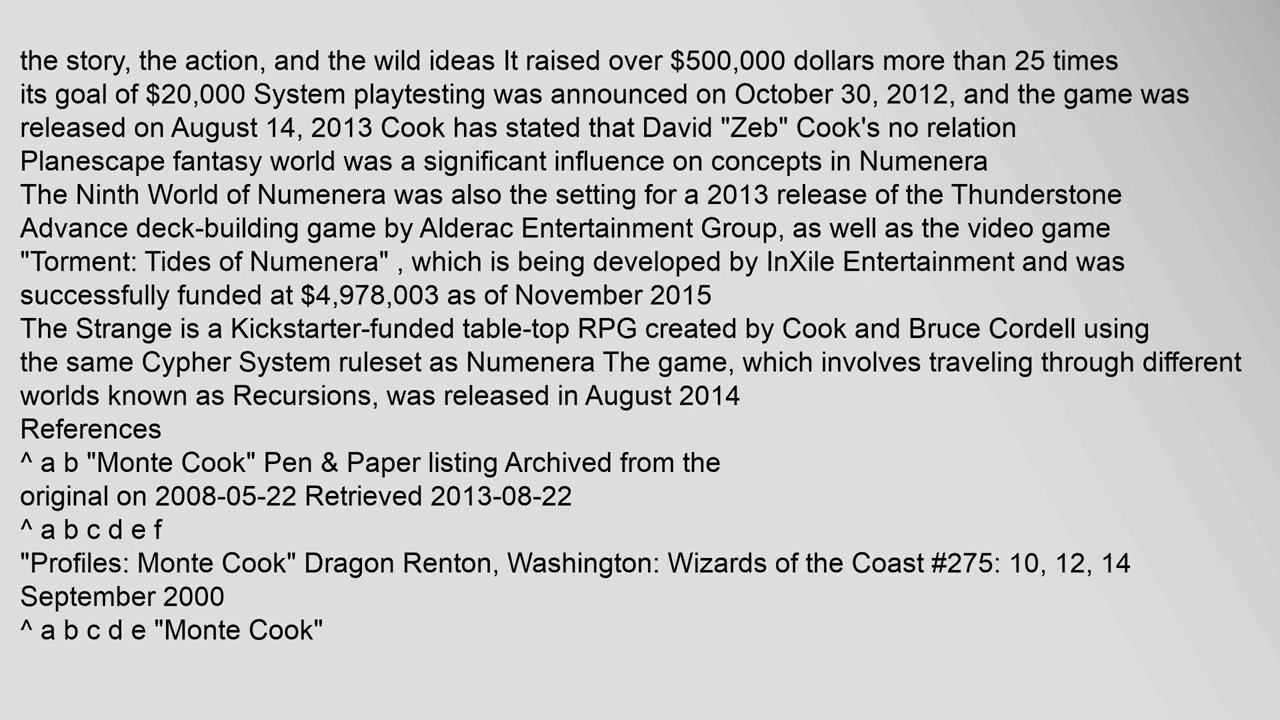 the story, the action, and the wild ideas It raised over $500,000 dollars more than 25 times
its goal of $20,000 System playtesting was announced on October 30, 2012, and the game was
released on August 14, 2013 Cook has stated that David "Zeb" Cook's no relation
Planescape fantasy world was a significant influence on concepts in Numenera
The Ninth World of Numenera was also the setting for a 2013 release of the Thunderstone
Advance deck-building game by Alderac Entertainment Group, as well as the video game
"Torment: Tides of Numenera" , which is being developed by InXile Entertainment and was
successfully funded at $4,978,003 as of November 2015
The Strange is a Kickstarter-funded table-top RPG created by Cook and Bruce Cordell using
the same Cypher System ruleset as Numenera The game, which involves traveling through different
worlds known as Recursions, was released in August 2014
References
^ a b "Monte Cook" Pen & Paper listing Archived from the
original on 2008-05-22 Retrieved 2013-08-22
^ a b c d e f
"Profiles: Monte Cook" Dragon Renton, Washington: Wizards of the Coast #275: 10, 12, 14
September 2000
^ a b c d e "Monte Cook"